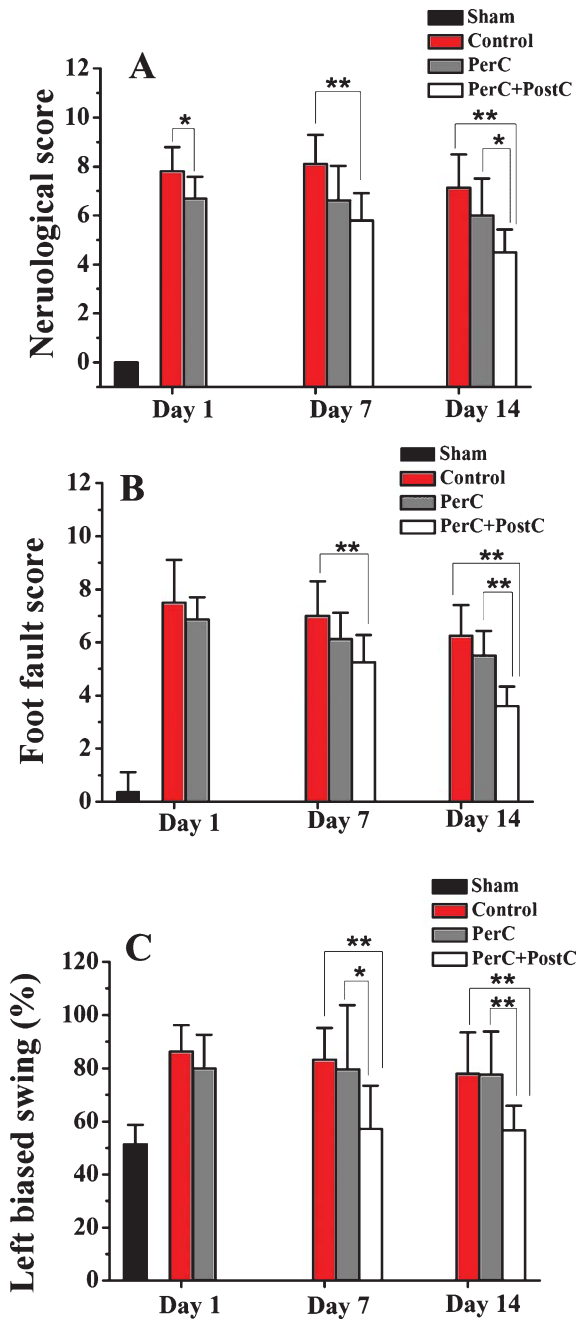 Sham
Control
PerC
PerC+PostC
A
12
10
8
6
4
2
0
Neruological score
*
**
**
*
Day 1
Day 7
Day 14
Sham
Control
PerC
PerC+PostC
B
12
10
8
6
4
2
0
Foot fault score
**
**
**
Day 1
Day 7
Day 14
Sham
Control
PerC
PerC+PostC
C
120
100
80
60
40
20
0
Left biased swing (%)
**
*
**
**
Day 1
Day 7
Day 14